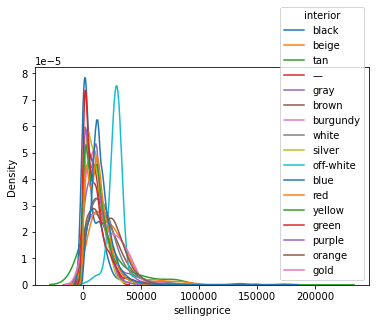 interior
black
beige
tan
—
gray
brown
burgundy
white
silver
off-white
blue
red
yellow
green
purple
orange
gold
1e−5
8
7
6
5
4
3
2
1
0
Density
0 50000 100000 150000 200000
sellingprice